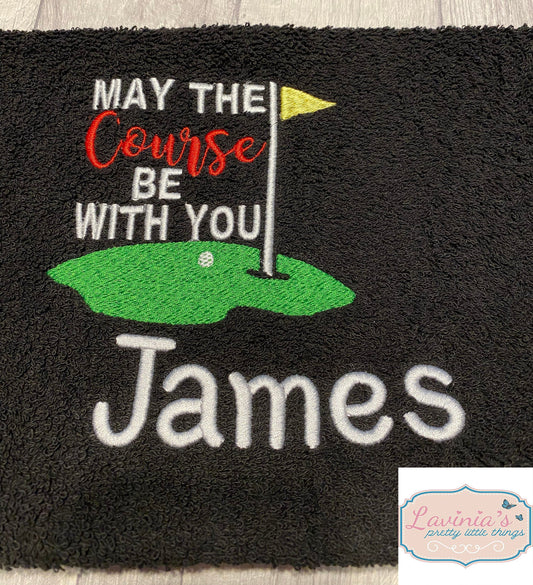 MAY THE
Course
BE
WITH YOU
James
Lavinia's
pretty little things